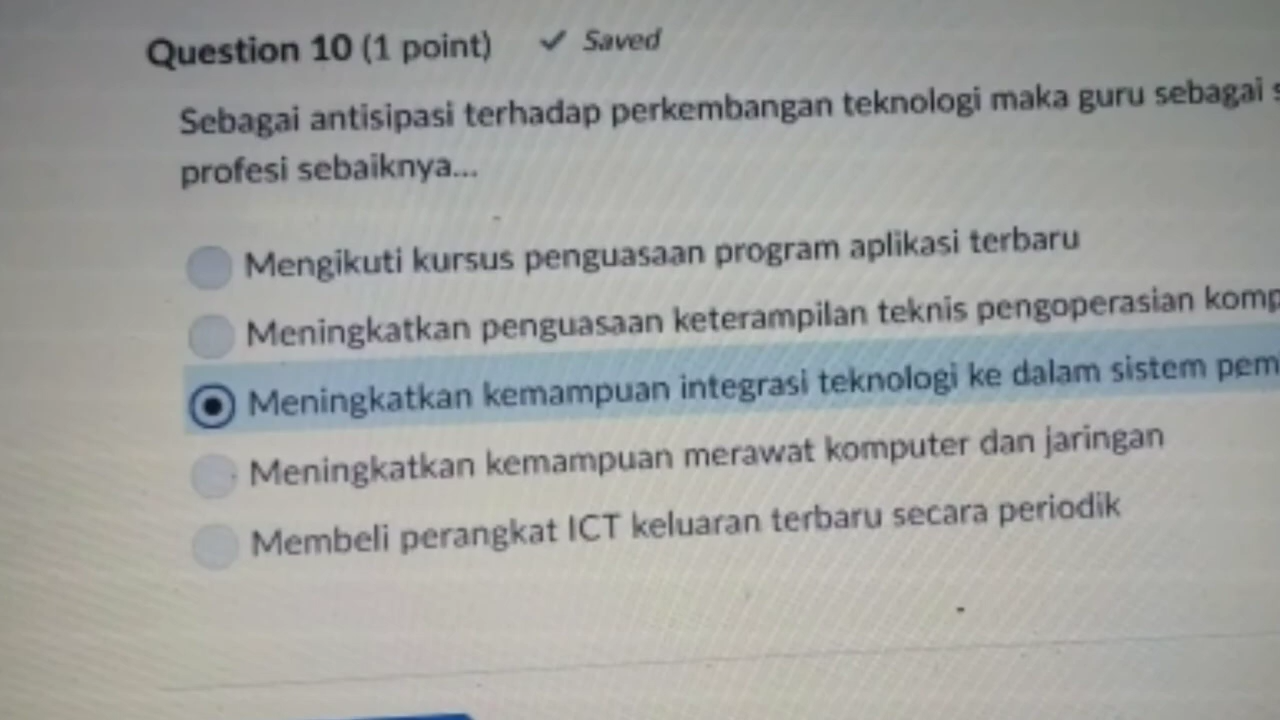 Question 10 (1 point) ✓ Saved
Sebagai antisipasi terhadap perkembangan teknologi maka guru sebagai
profesi sebaiknya...
Mengikuti kursus penguasaan program aplikasi terbaru
Meningkatkan penguasaan keterampilan teknis pengoperasian
Meningkatkan kemampuan integrasi teknologi ke dalam sistem
Meningkatkan kemampuan merawat komputer dan jaringan
Membeli perangkat ICT keluaran terbaru secara periodik